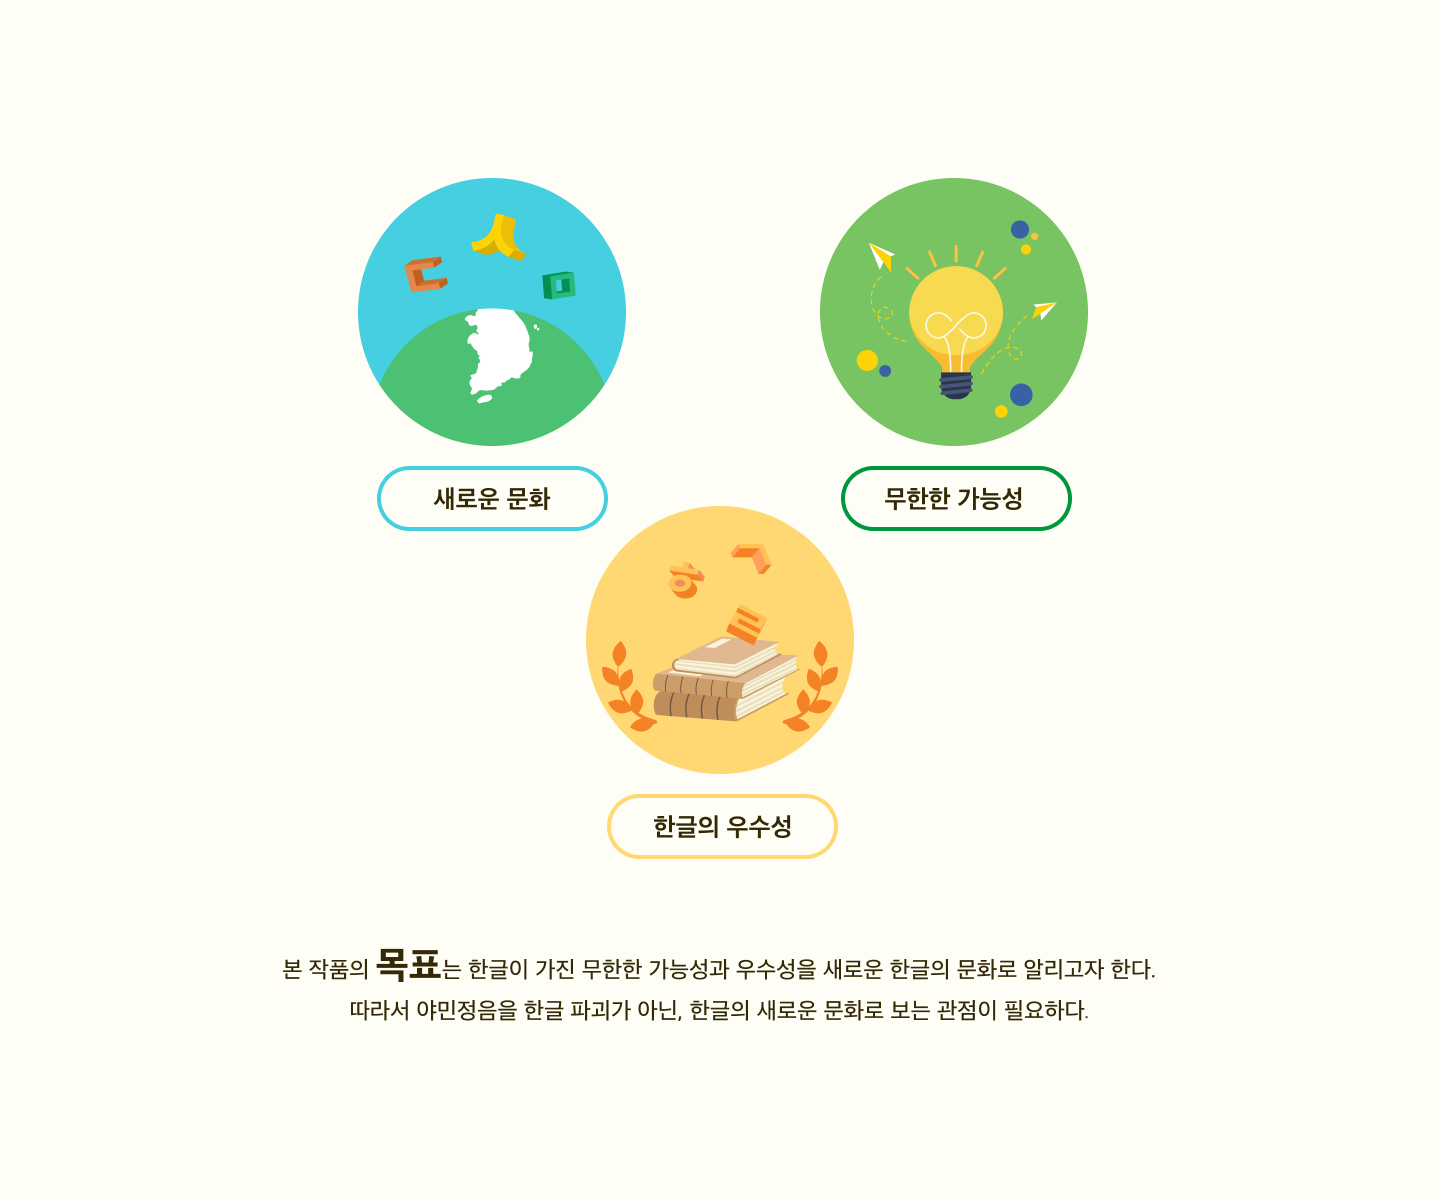 ㄷ ㅅ ㅁ
새로운 문화
무한한 가능성
ㅎ ㄱ ㅌ
한글의 우수성
본 작품의 목표는 한글이 가진 무한한 가능성과 우수성을 새로운 한글의 문화로 알리고자 한다.
따라서 야민정음을 한글 파괴가 아닌, 한글의 새로운 문화로 보는 관점이 필요하다.